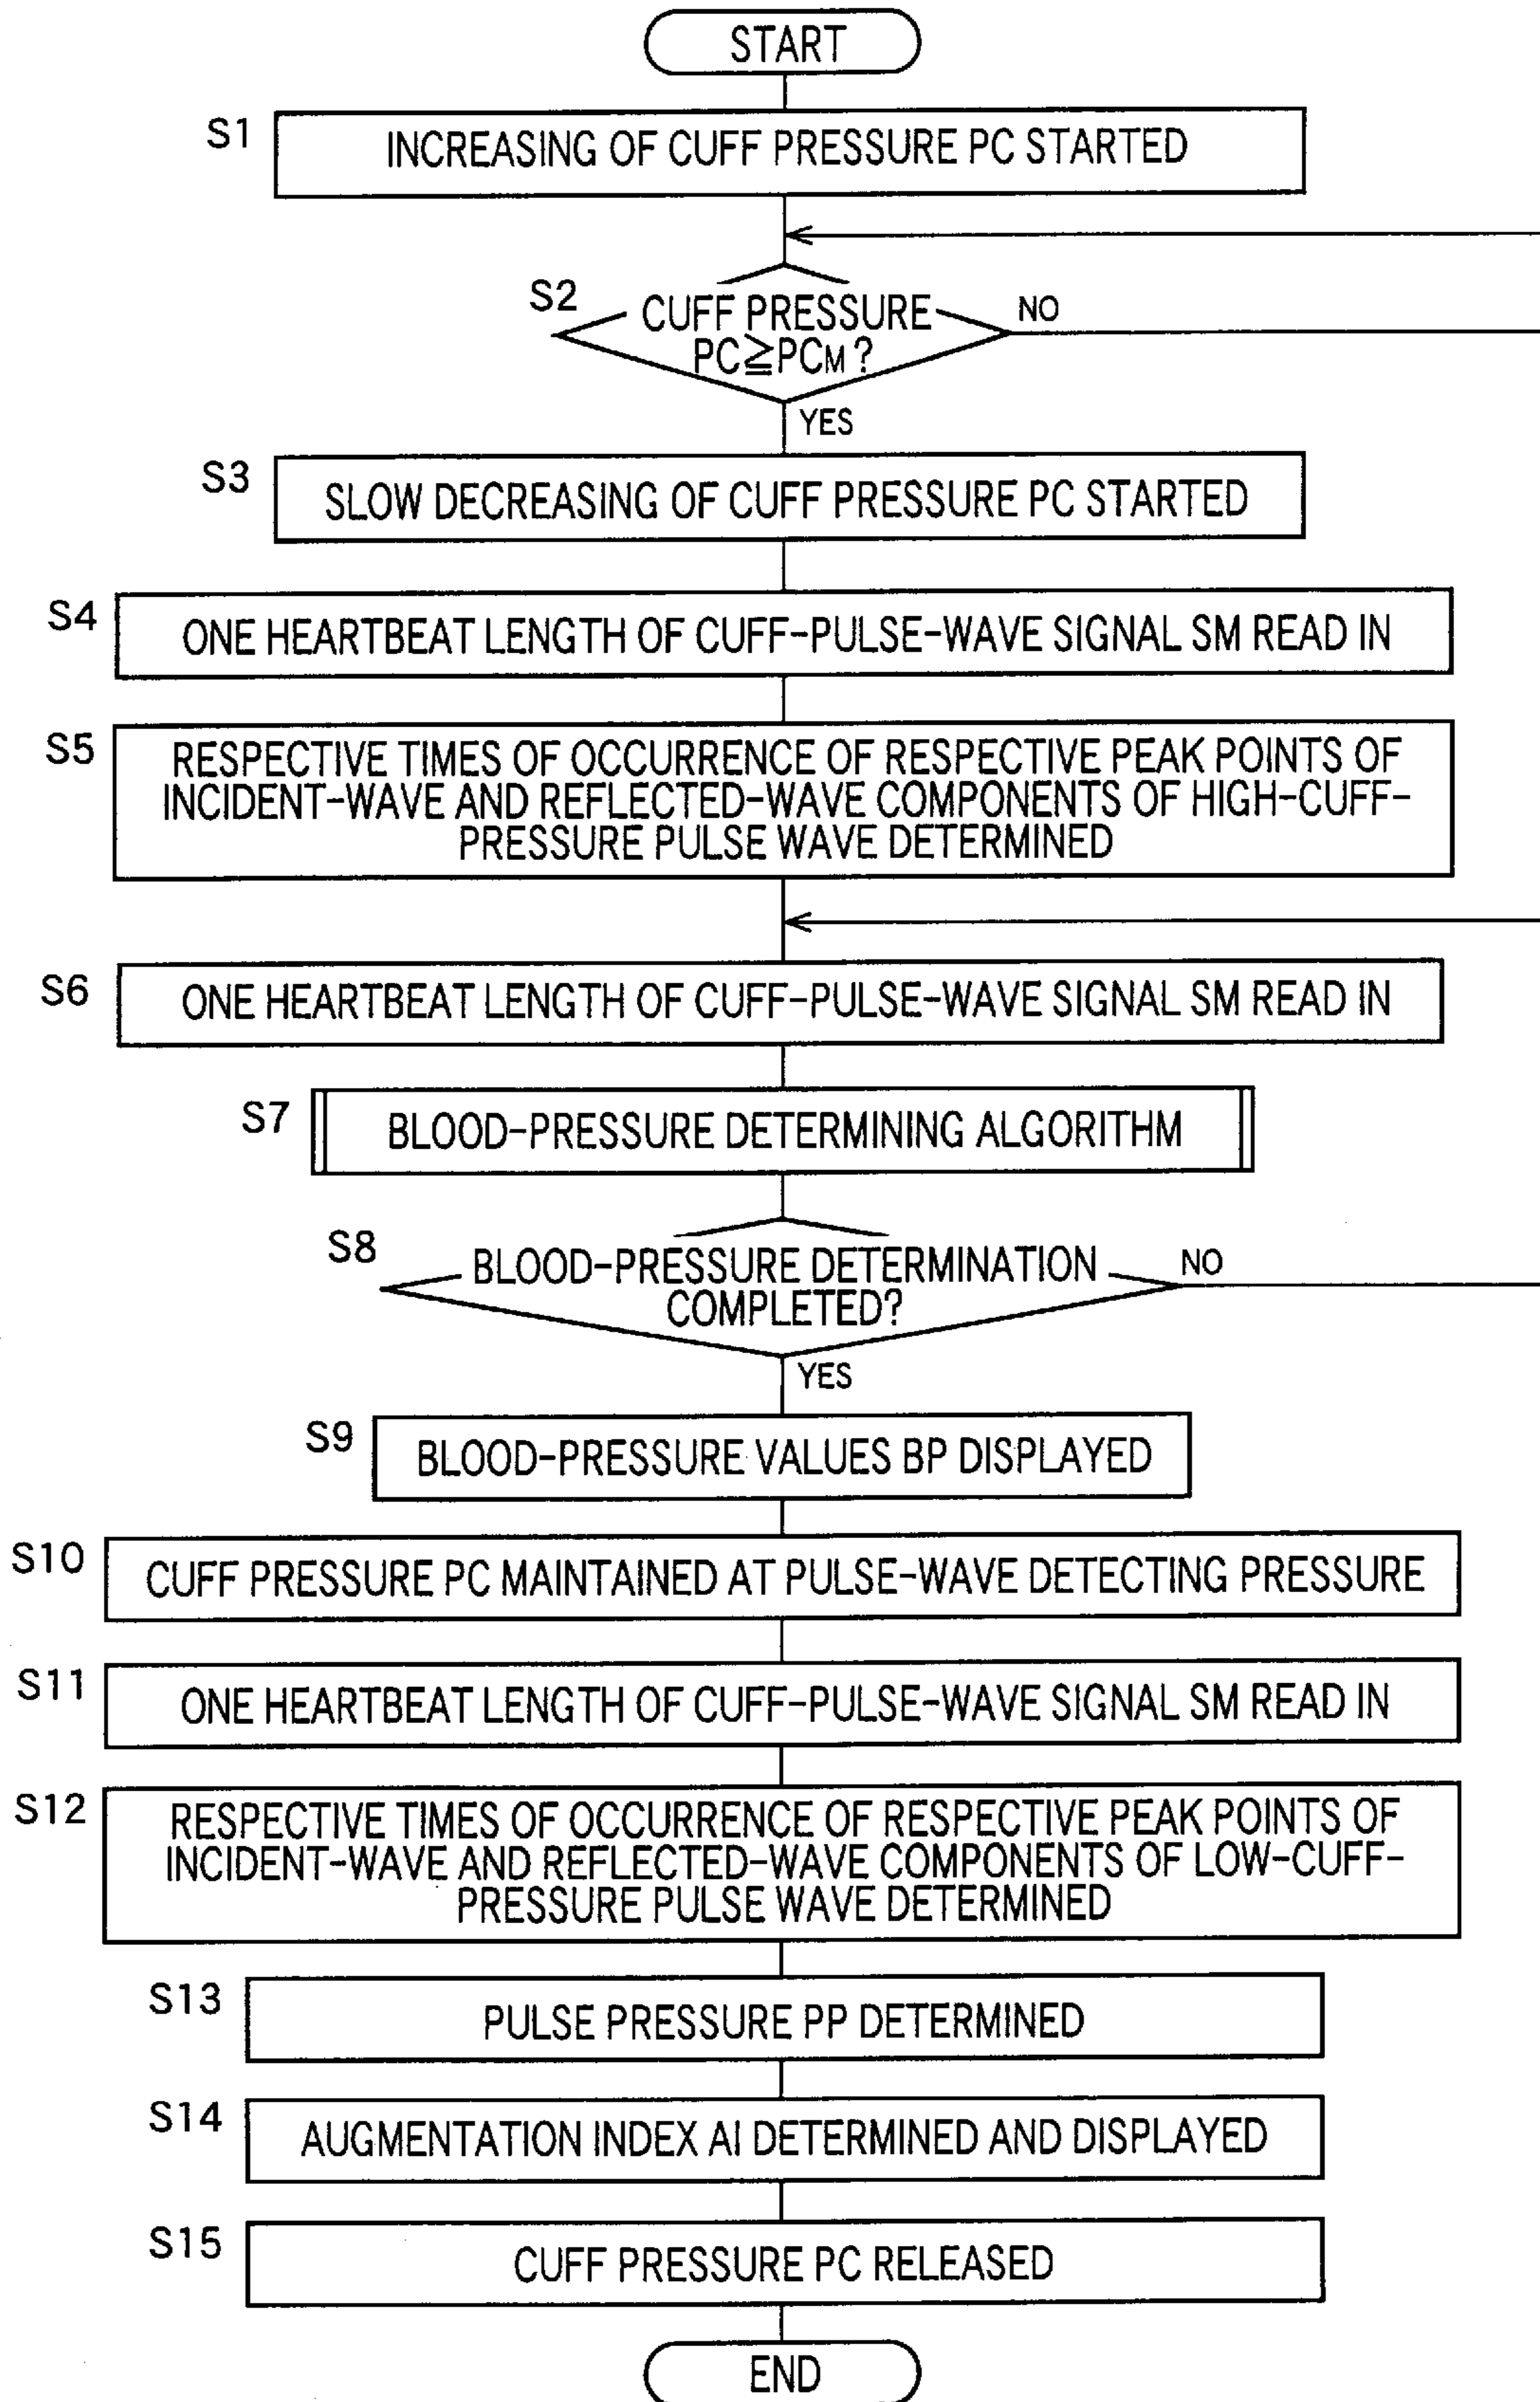 START
S1
INCREASING OF CUFF PRESSURE PC STARTED
S2
CUFF PRESSURE
PC≧PCM?
NO
YES
S3
SLOW DECREASING OF CUFF PRESSURE PC STARTED
S4
ONE HEARTBEAT LENGTH OF CUFF-PULSE-WAVE SIGNAL SM READ IN
S5
RESPECTIVE TIMES OF OCCURRENCE OF RESPECTIVE PEAK POINTS OF
INCIDENT-WAVE AND REFLECTED-WAVE COMPONENTS OF HIGH-CUFF-
PRESSURE PULSE WAVE DETERMINED
S6
ONE HEARTBEAT LENGTH OF CUFF-PULSE-WAVE SIGNAL SM READ IN
S7
BLOOD-PRESSURE DETERMINING ALGORITHM
S8
BLOOD-PRESSURE DETERMINATION
COMPLETED?
NO
YES
S9
BLOOD-PRESSURE VALUES BP DISPLAYED
S10
CUFF PRESSURE PC MAINTAINED AT PULSE-WAVE DETECTING PRESSURE
S11
ONE HEARTBEAT LENGTH OF CUFF-PULSE-WAVE SIGNAL SM READ IN
S12
RESPECTIVE TIMES OF OCCURRENCE OF RESPECTIVE PEAK POINTS OF
INCIDENT-WAVE AND REFLECTED-WAVE COMPONENTS OF LOW-CUFF-
PRESSURE PULSE WAVE DETERMINED
S13
PULSE PRESSURE PP DETERMINED
S14
AUGMENTATION INDEX AI DETERMINED AND DISPLAYED
S15
CUFF PRESSURE PC RELEASED
END